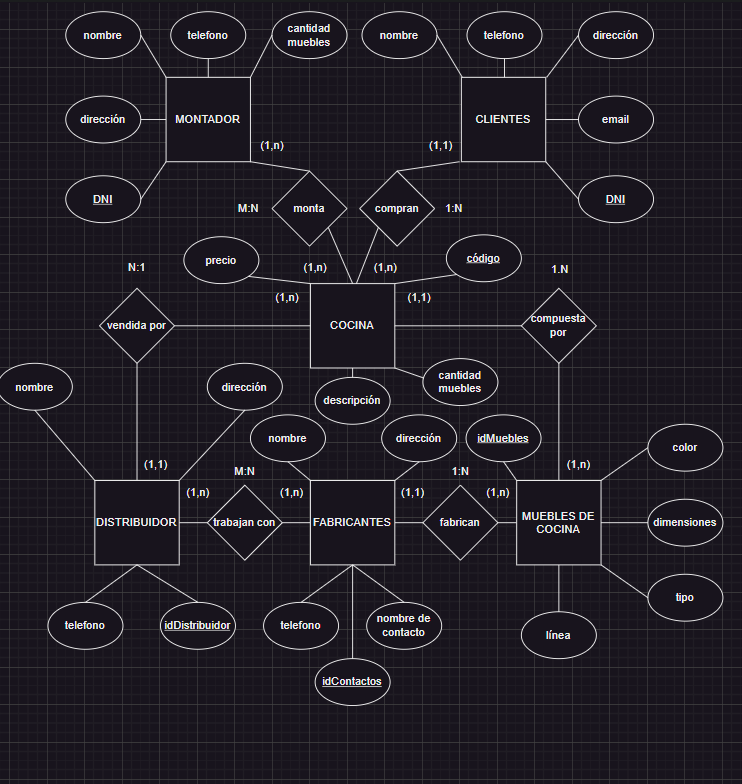 nombre
telefono
cantidad
muebles
nombre
telefono
dirección
dirección
MONTADOR
CLIENTES
email
(1,n)
(1,1)
DNI
M:N
monta
compran
1:N
DNI
precio
(1,n)
(1,n)
código
N:1
1.N
(1,n)
(1,1)
vendida por
COCINA
compuesta
por
nombre
dirección
cantidad
muebles
descripción
nombre
dirección
idMuebles
color
(1,1)
M:N
1:N
(1,n)
(1,n)
(1,n)
(1,1)
(1,n)
DISTRIBUIDOR
trabajan con
FABRICANTES
fabrican
MUEBLES DE
COCINA
dimensiones
tipo
telefono
idDistribuidor
telefono
nombre de
contacto
línea
idContactos